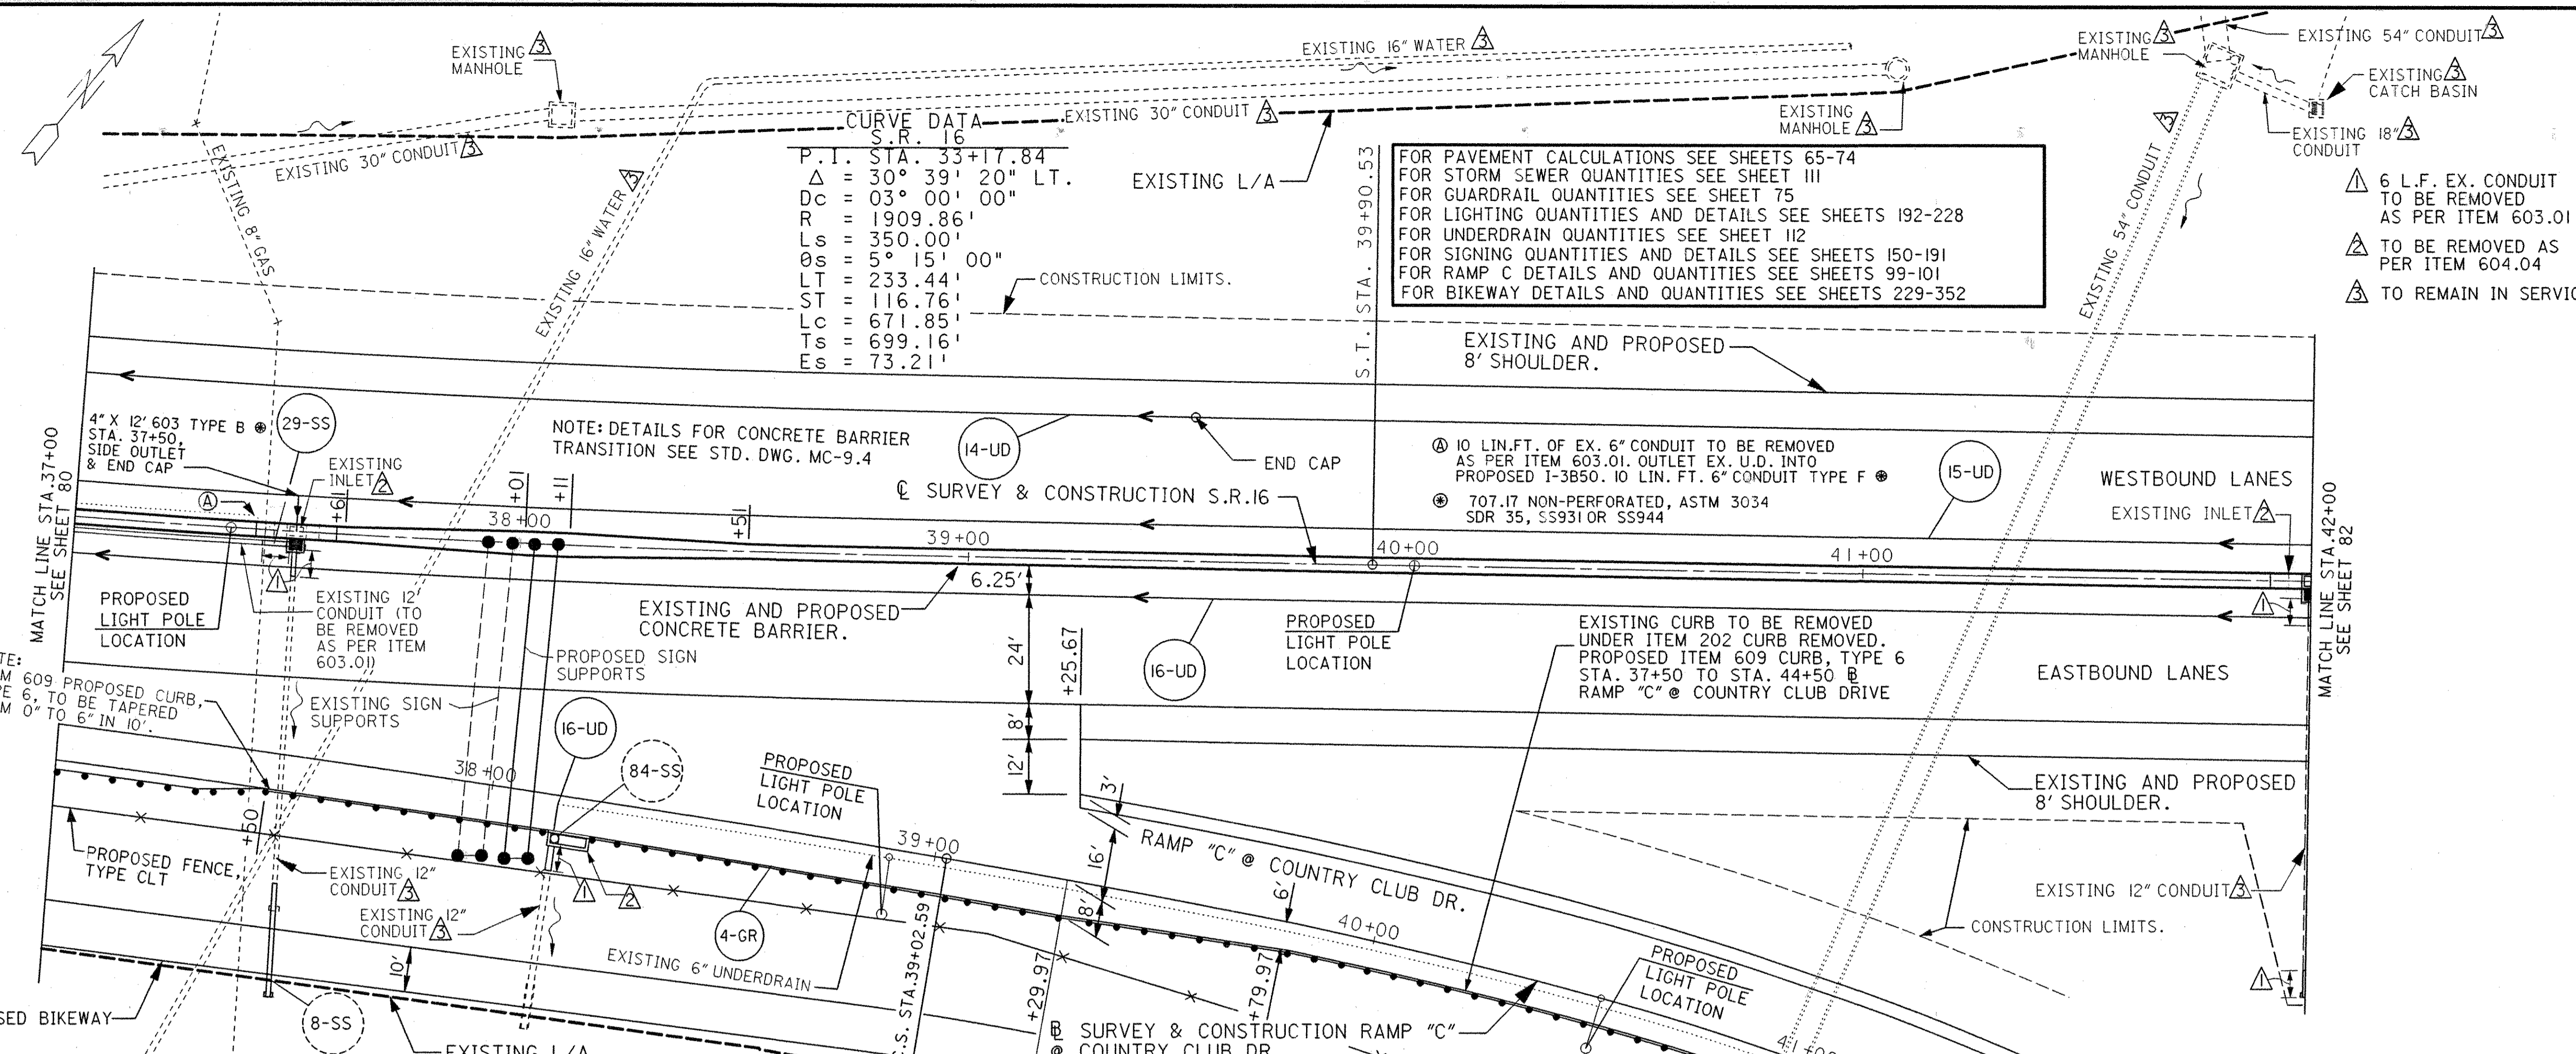 N
EXISTING 3
MANHOLE
EXISTING 16" WATER 3
EXISTING 3
MANHOLE
EXISTING 54" CONDUIT 3
EXISTING 3
CATCH BASIN
EXISTING 18" 3
CONDUIT
EXISTING 30" CONDUIT 3
EXISTING 30" CONDUIT 3
EXISTING
MANHOLE 3
EXISTING 8" GAS
EXISTING 16" WATER 3
EXISTING 54" CONDUIT 3
CURVE DATA
S.R. 16
P.I. STA. 33+17.84
Δ = 30° 39' 20" LT.
Dc = 03° 00' 00"
R = 1909.86'
Ls = 350.00'
θs = 5° 15' 00"
LT = 233.44'
ST = 116.76'
Lc = 671.85'
Ts = 699.16'
Es = 73.21'
EXISTING L/A
CONSTRUCTION LIMITS.
S.T. STA. 39+90.53
FOR PAVEMENT CALCULATIONS SEE SHEETS 65-74
FOR STORM SEWER QUANTITIES SEE SHEET 111
FOR GUARDRAIL QUANTITIES SEE SHEET 75
FOR LIGHTING QUANTITIES AND DETAILS SEE SHEETS 192-228
FOR UNDERDRAIN QUANTITIES SEE SHEET 112
FOR SIGNING QUANTITIES AND DETAILS SEE SHEETS 150-191
FOR RAMP C DETAILS AND QUANTITIES SEE SHEETS 99-101
FOR BIKEWAY DETAILS AND QUANTITIES SEE SHEETS 229-352
1 6 L.F. EX. CONDUIT
TO BE REMOVED
AS PER ITEM 603.01
2 TO BE REMOVED AS
PER ITEM 604.04
3 TO REMAIN IN SERVIC
EXISTING AND PROPOSED
8' SHOULDER.
MATCH LINE STA.37+00
SEE SHEET 80
4" X 12' 603 TYPE B ⊛
STA. 37+50,
SIDE OUTLET
& END CAP
29-SS
EXISTING
INLET 2
A
+61
NOTE: DETAILS FOR CONCRETE BARRIER
TRANSITION SEE STD. DWG. MC-9.4
14-UD
END CAP
Ⓐ 10 LIN.FT. OF EX. 6" CONDUIT TO BE REMOVED
AS PER ITEM 603.01. OUTLET EX. U.D. INTO
PROPOSED I-3B50. 10 LIN. FT. 6" CONDUIT TYPE F ⊛
⊛ 707.17 NON-PERFORATED, ASTM 3034
SDR 35, SS931 OR SS944
15-UD
WESTBOUND LANES
EXISTING INLET 2
MATCH LINE STA.42+00
SEE SHEET 82
+01
+11
38+00
+51
℄ SURVEY & CONSTRUCTION S.R.16
39+00
40+00
41+00
1
PROPOSED
LIGHT POLE
LOCATION
EXISTING 12"
CONDUIT (TO
BE REMOVED
AS PER ITEM
603.01)
EXISTING AND PROPOSED
CONCRETE BARRIER.
6.25'
24'
8'
12'
+25.67
16-UD
PROPOSED
LIGHT POLE
LOCATION
EXISTING CURB TO BE REMOVED
UNDER ITEM 202 CURB REMOVED.
PROPOSED ITEM 609 CURB, TYPE 6
STA. 37+50 TO STA. 44+50 B
RAMP "C" @ COUNTRY CLUB DRIVE
1
EASTBOUND LANES
TE:
M 609 PROPOSED CURB,
E 6, TO BE TAPERED
M 0" TO 6" IN 10'.
EXISTING SIGN
SUPPORTS
PROPOSED SIGN
SUPPORTS
16-UD
84-SS
38+00
PROPOSED
LIGHT POLE
LOCATION
39+00
3'
16'
8'
RAMP "C" @ COUNTRY CLUB DR.
6'
40+00
EXISTING AND PROPOSED
8' SHOULDER.
+50
PROPOSED FENCE,
TYPE CLT
EXISTING 12"
CONDUIT 3
EXISTING 12"
CONDUIT 3
1
2
4-GR
EXISTING 6" UNDERDRAIN
10'
S.S. STA.39+02.59
+29.97
+79.97
EXISTING 12" CONDUIT 3
CONSTRUCTION LIMITS.
1
PROPOSED
LIGHT POLE
LOCATION
SED BIKEWAY
8-SS
EXISTING L/A
B SURVEY & CONSTRUCTION RAMP "C"
@ COUNTRY CLUB DR.
41+00